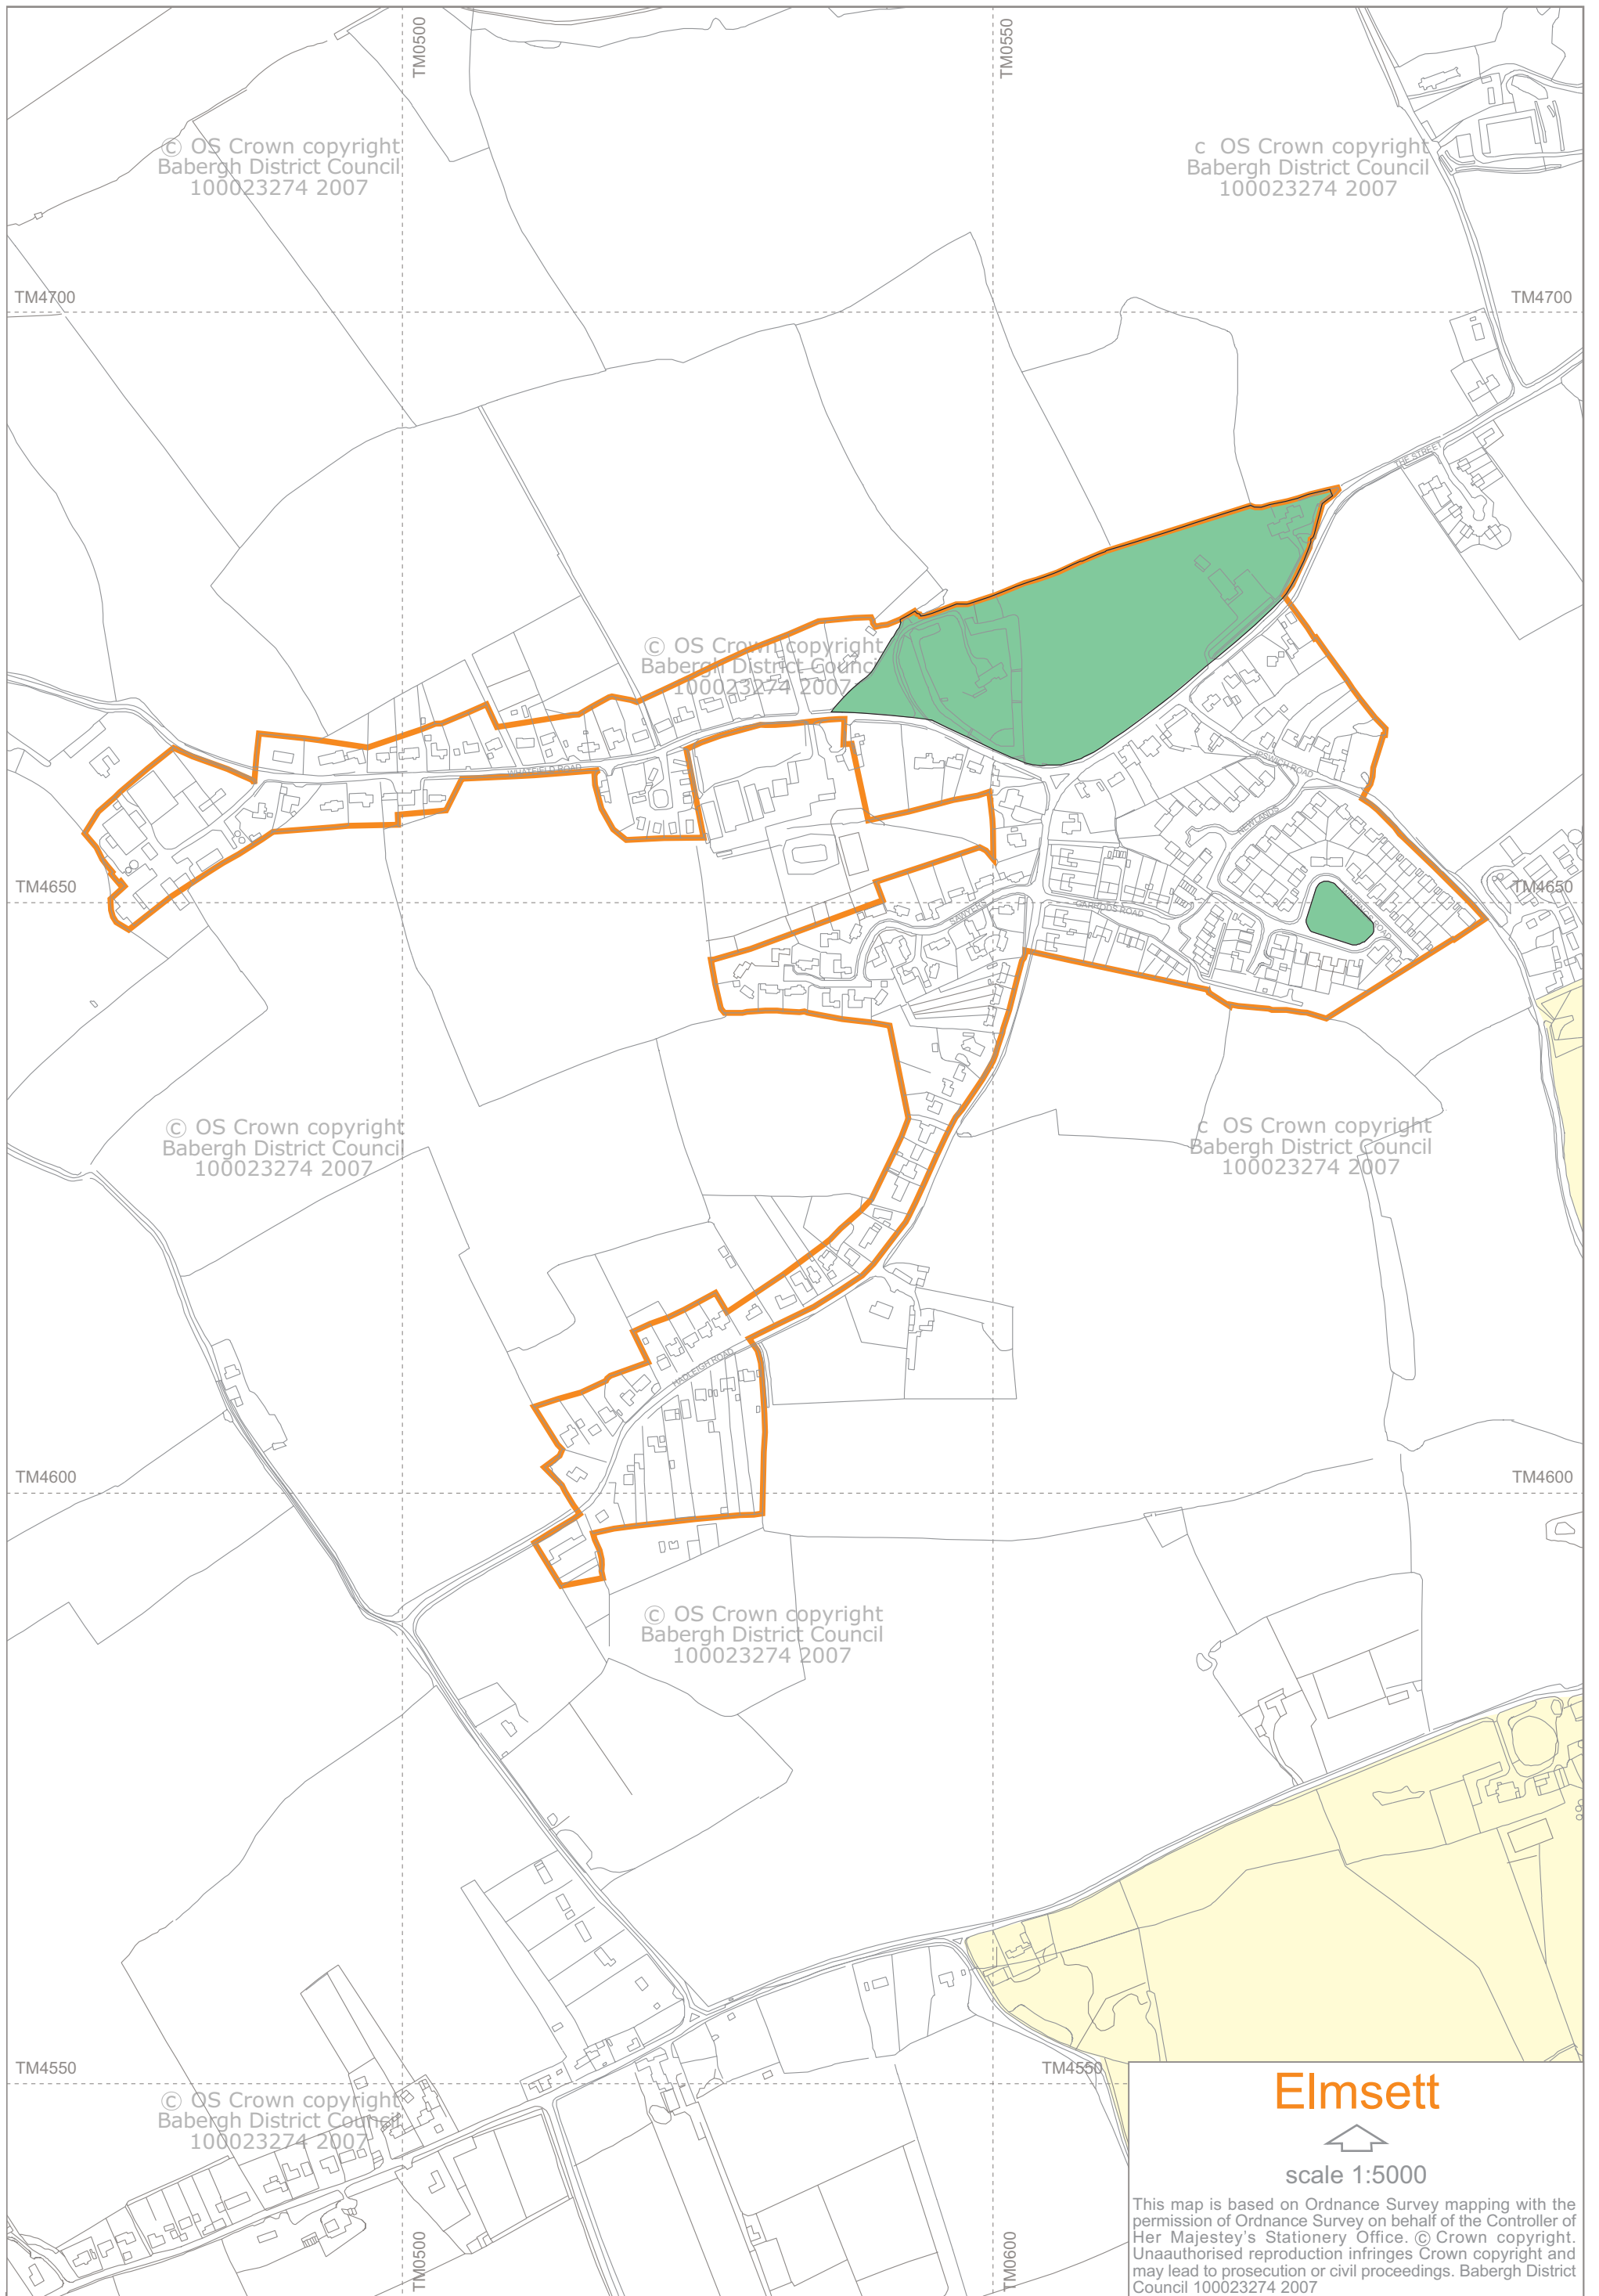 TM0500
TM0550
© OS Crown copyright
Babergh District Council
100023274 2007
c OS Crown copyright
Babergh District Council
100023274 2007
TM4700
TM4700
THE STREET
© OS Crown copyright
Babergh District Council
100023274 2007
WHATFIELD ROAD
IPSWICH ROAD
NEWLANDS
TM4650
TM4650
SAWYERS
GARRODS ROAD
WINDMILL ROAD
© OS Crown copyright
Babergh District Council
100023274 2007
c OS Crown copyright
Babergh District Council
100023274 2007
HADLEIGH ROAD
TM4600
TM4600
© OS Crown copyright
Babergh District Council
100023274 2007
TM4550
TM4550
© OS Crown copyright
Babergh District Council
100023274 2007
TM0500
TM0600
Elmsett
scale 1:5000
This map is based on Ordnance Survey mapping with the
permission of Ordnance Survey on behalf of the Controller of
Her Majestey's Stationery Office. © Crown copyright.
Unaauthorised reproduction infringes Crown copyright and
may lead to prosecution or civil proceedings. Babergh District
Council 100023274 2007